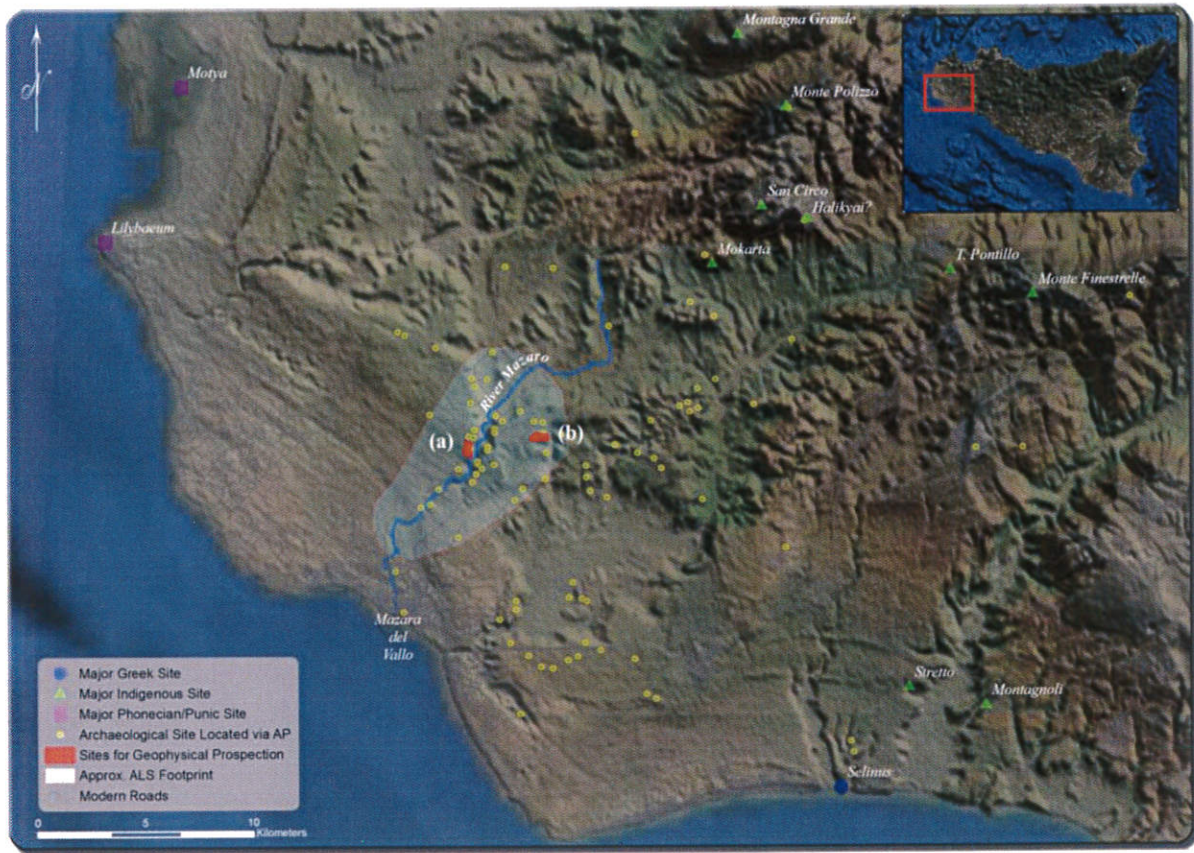 Montagna Grande
Motya
Monte Polizzo
San Circo
Halikyai?
Lilybaeum
Mokarta
T. Pontillo
Monte Finestrelle
River Mazaro
(a)
(b)
Mazara
del
Vallo
Stretto
Montagnoli
Selinus
Major Greek Site
Major Indigenous Site
Major Phonecian/Punic Site
Archaeological Site Located via AP
Sites for Geophysical Prospection
Approx. ALS Footprint
Modern Roads
0 5 10
Kilometers